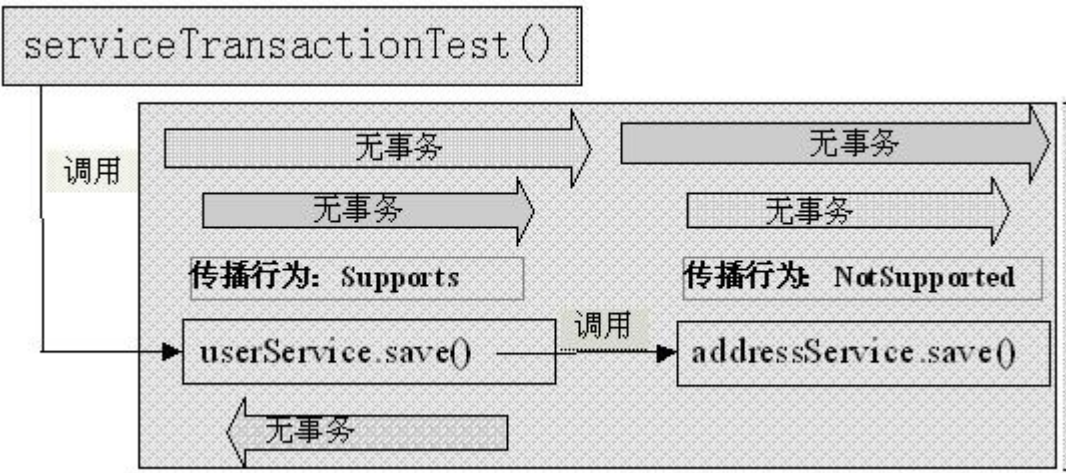 serviceTransactionTest()
调用
无事务
无事务
无事务
无事务
传播行为: Supports
传播行为: NotSupported
调用
userService.save()
addressService.save()
无事务